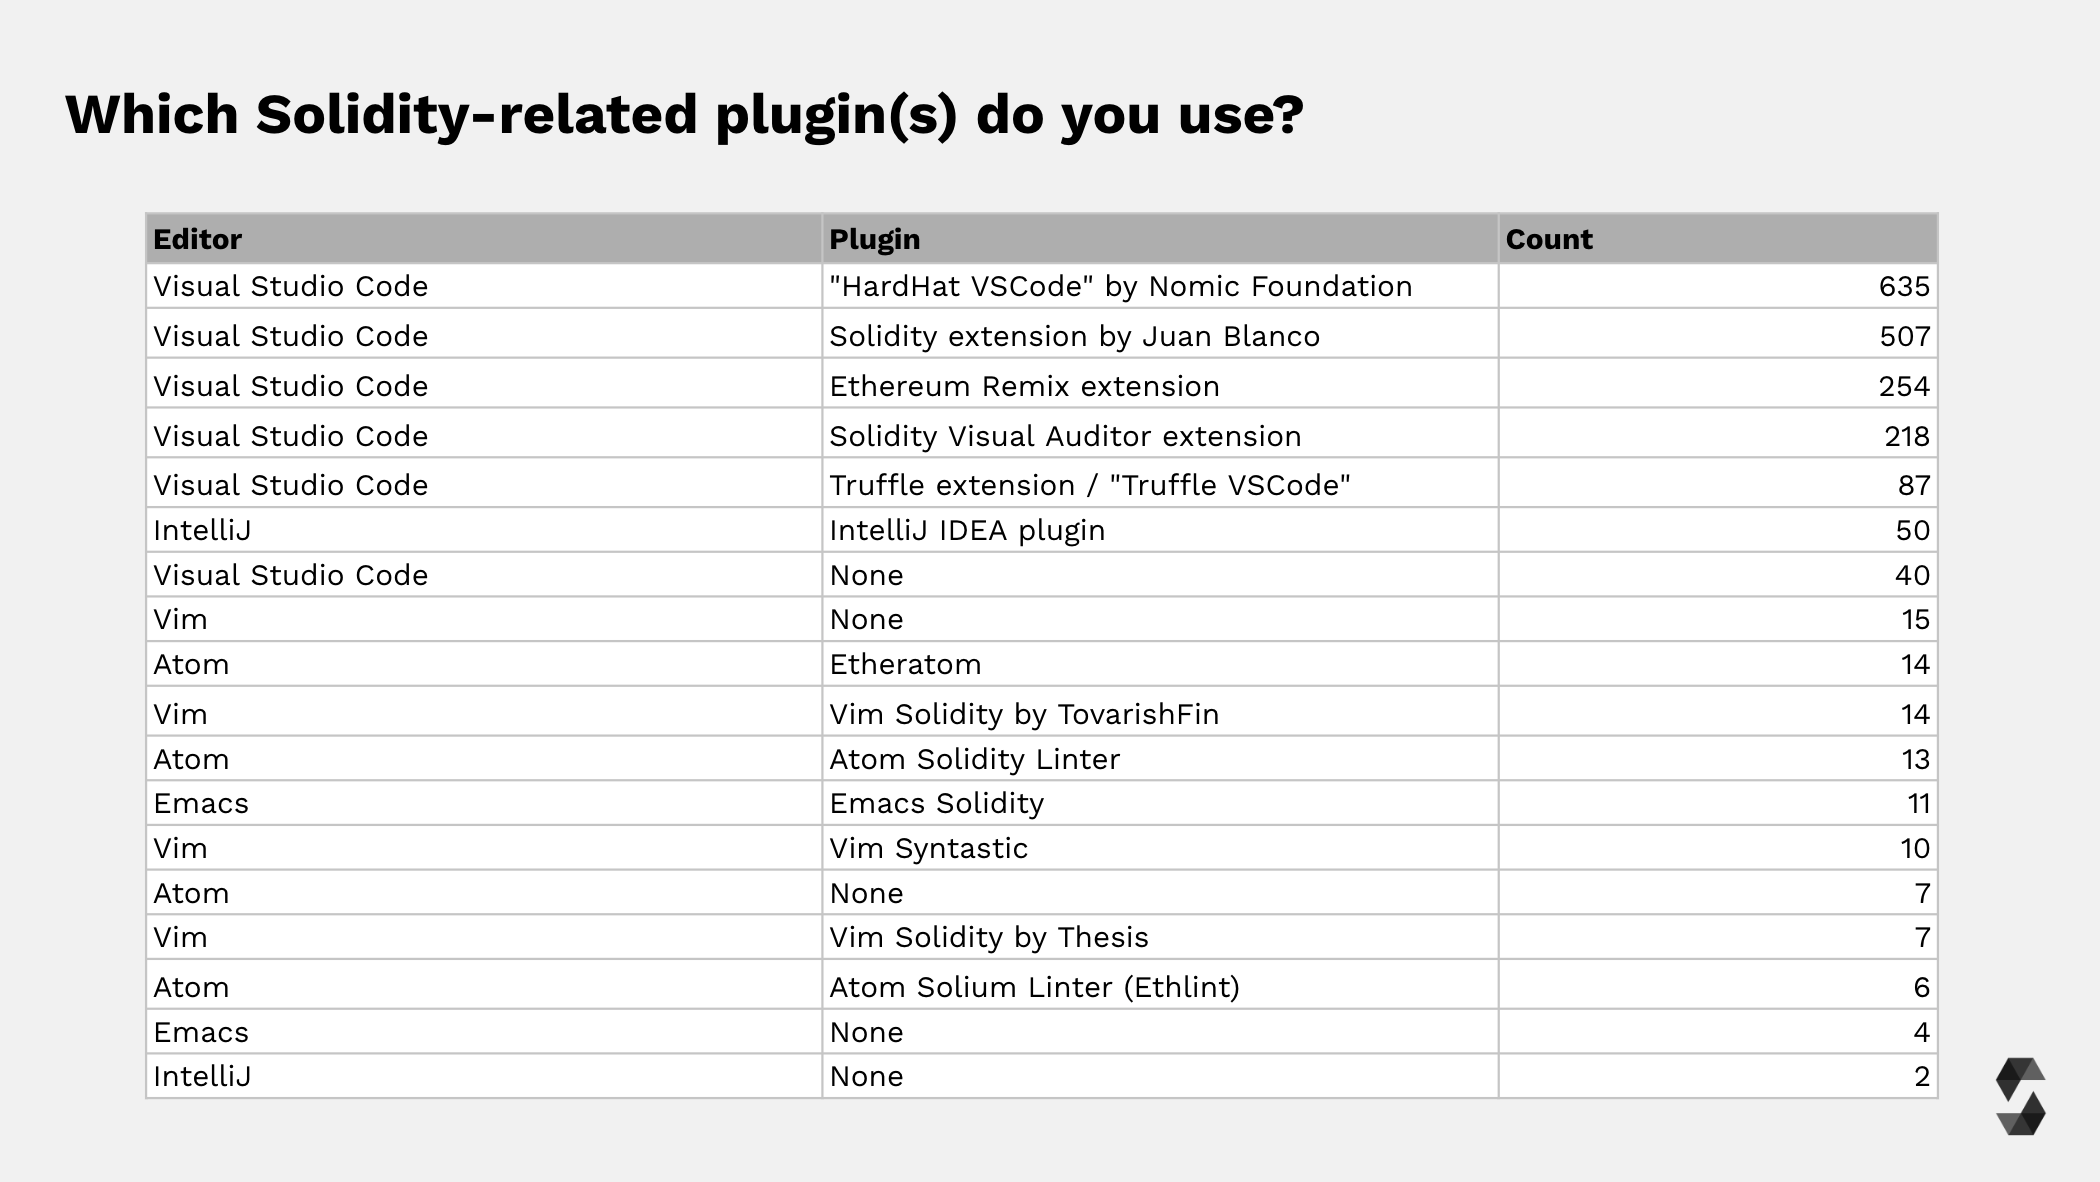 Which Solidity-related plugin(s) do you use?
Editor Plugin Count
Visual Studio Code "HardHat VSCode" by Nomic Foundation 635
Visual Studio Code Solidity extension by Juan Blanco 507
Visual Studio Code Ethereum Remix extension 254
Visual Studio Code Solidity Visual Auditor extension 218
Visual Studio Code Truffle extension / "Truffle VSCode" 87
IntelliJ IntelliJ IDEA plugin 50
Visual Studio Code None 40
Vim None 15
Atom Etheratom 14
Vim Vim Solidity by TovarishFin 14
Atom Atom Solidity Linter 13
Emacs Emacs Solidity 11
Vim Vim Syntastic 10
Atom None 7
Vim Vim Solidity by Thesis 7
Atom Atom Solium Linter (Ethlint) 6
Emacs None 4
IntelliJ None 2